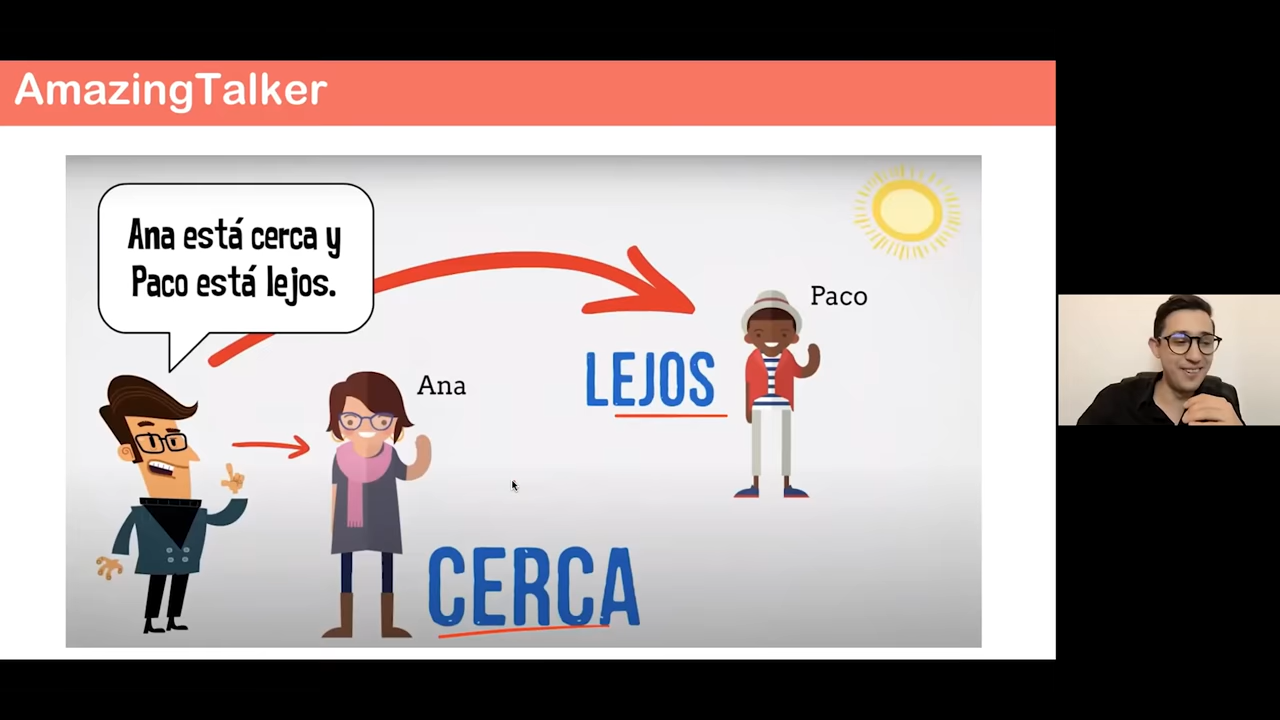 AmazingTalker
Ana está cerca y
Paco está lejos.
Paco
LEJOS
Ana
CERCA